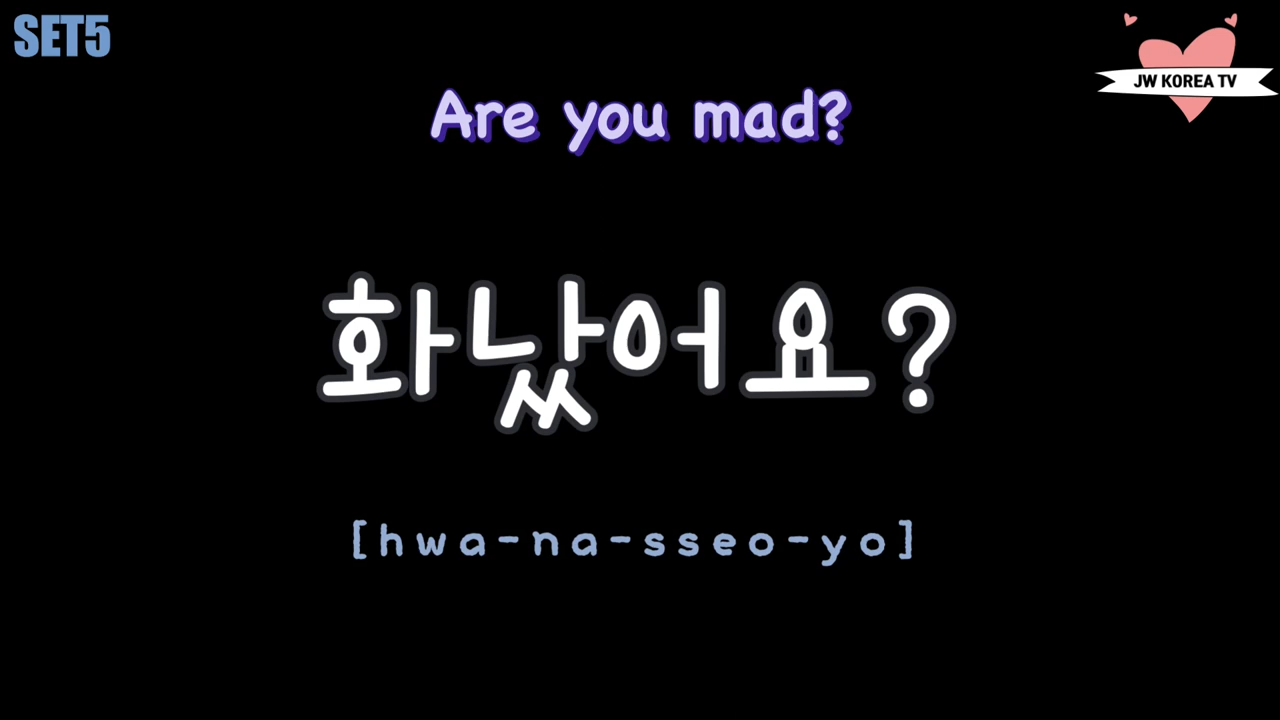 SET5
JW KOREA TV
Are you mad?
화났어요?
[hwa-na-sseo-yo]